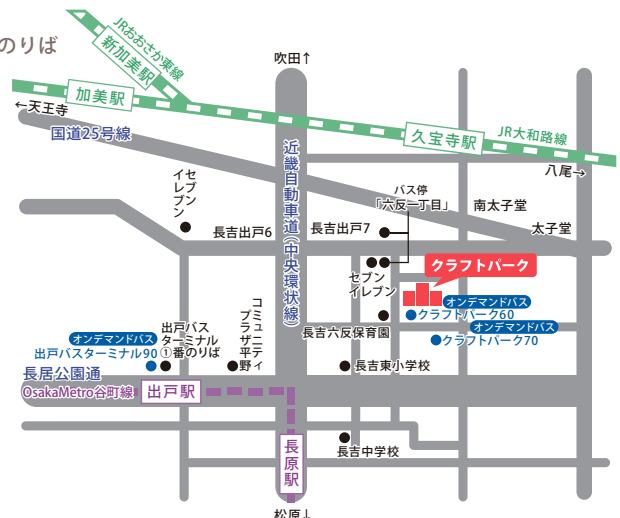 のりば
JRおおさか東線
新加美駅
吹田↑
加美駅
←天王寺
国道25号線
久宝寺駅
JR大和路線
八尾→
近畿自動車道(中央環状線)
セブン
イレブン
バス停
「六反一丁目」
南太子堂
太子堂
長吉出戸6
長吉出戸7
クラフトパーク
セブン
イレブン
オンデマンドバス
クラフトパーク60
オンデマンドバス
クラフトパーク70
長吉六反保育園
コミュニティ
プラザ平野
出戸バス
ターミナル
①番のりば
オンデマンドバス
出戸バスターミナル90
長吉東小学校
長居公園通
OsakaMetro谷町線
出戸駅
長原駅
長吉中学校
松原↓